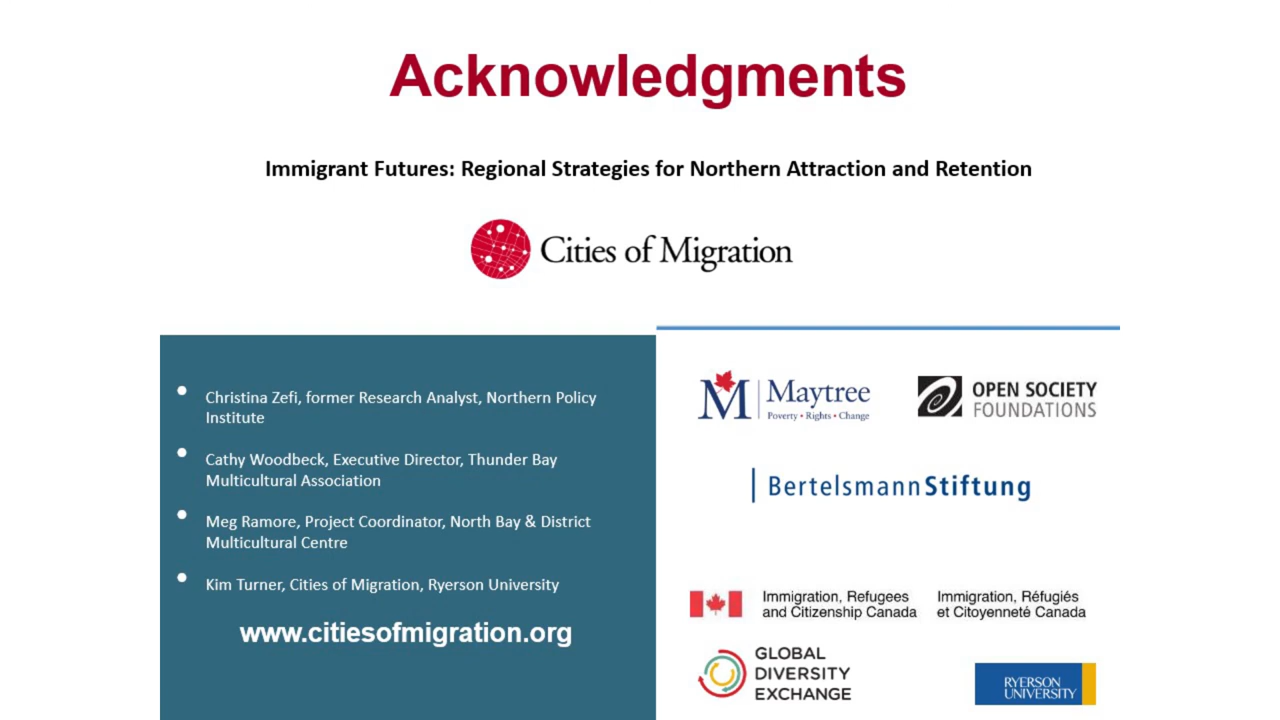 Acknowledgments
Immigrant Futures: Regional Strategies for Northern Attraction and Retention
Cities of Migration
• Christina Zefi, former Research Analyst, Northern Policy
Institute
• Cathy Woodbeck, Executive Director, Thunder Bay
Multicultural Association
• Meg Ramore, Project Coordinator, North Bay & District
Multicultural Centre
• Kim Turner, Cities of Migration, Ryerson University
www.citiesofmigration.org
M Maytree
Poverty • Rights • Change
OPEN SOCIETY
FOUNDATIONS
BertelsmannStiftung
Immigration, Refugees
and Citizenship Canada
Immigration, Réfugiés
et Citoyenneté Canada
GLOBAL
DIVERSITY
EXCHANGE
RYERSON
UNIVERSITY